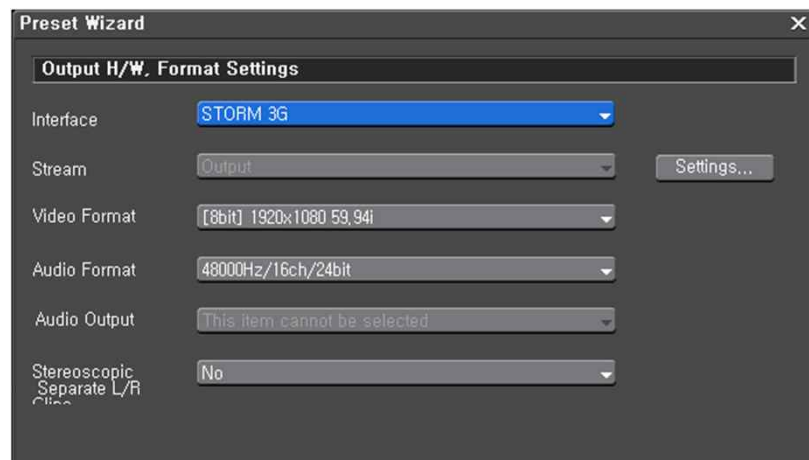 Preset Wizard X
Output H/₩, Format Settings
Interface STORM 3G
Stream Output Settings...
Video Format [8bit] 1920x1080 59,94i
Audio Format 48000Hz/16ch/24bit
Audio Output This item cannot be selected
Stereoscopic No
Separate L/R